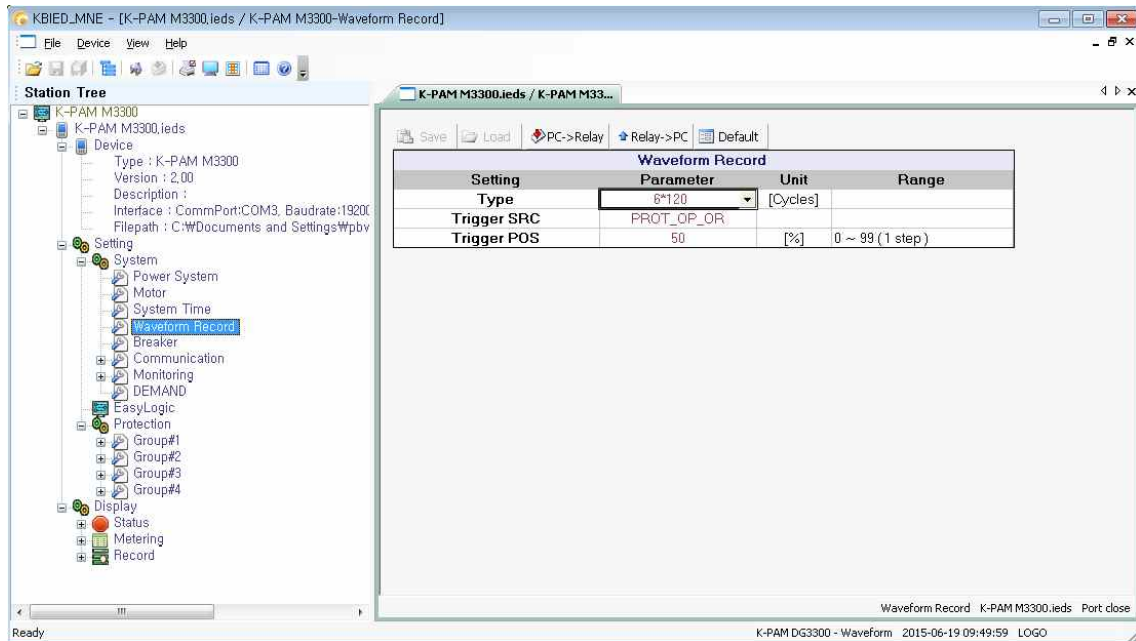 KBIED_MNE - [K-PAM M3300.ieds / K-PAM M3300-Waveform Record]
File Device View Help
Station Tree
K-PAM M3300
K-PAM M3300.ieds
Device
Type : K-PAM M3300
Version : 2.00
Description :
Interface : CommPort:COM3, Baudrate:1920
Filepath : C:₩Documents and Settings₩pbv
Setting
System
Power System
Motor
System Time
Waveform Record
Breaker
Communication
Monitoring
DEMAND
EasyLogic
Protection
Group#1
Group#2
Group#3
Group#4
Display
Status
Metering
Record
K-PAM M3300.ieds / K-PAM M33...
Save Load PC->Relay Relay->PC Default
Waveform Record
Setting Parameter Unit Range
Type 6*120 [Cycles]
Trigger SRC PROT_OP_OR
Trigger POS 50 [%] 0 ~ 99 ( 1 step )
Waveform Record K-PAM M3300.ieds Port close
Ready K-PAM DG3300 - Waveform 2015-06-19 09:49:59 LOGO